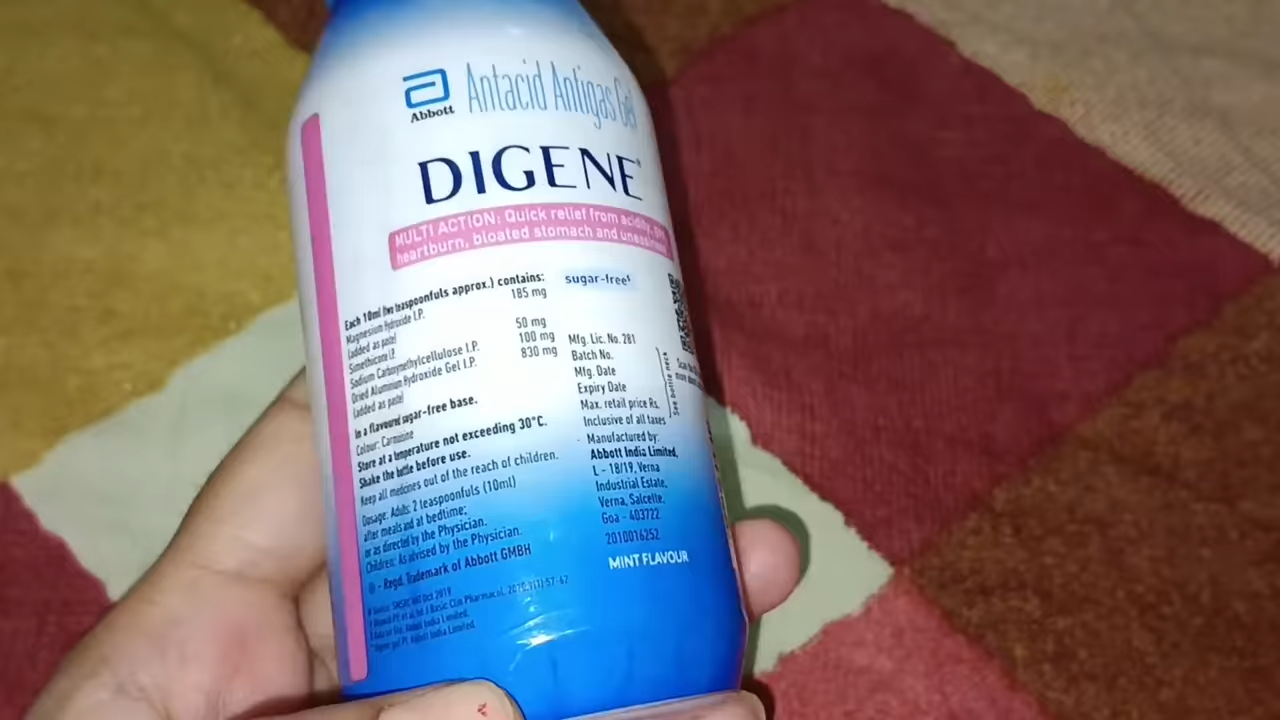 Abbott
Antacid Antigas Gel
DIGENE®
MULTI ACTION: Quick relief from acidity,
heartburn, bloated stomach and uneasiness
Each 10ml (two teaspoonfuls approx.) contains:
Magnesium Hydroxide I.P. 185 mg
(added as paste)
Simethicone I.P. 50 mg
Sodium Carboxymethylcellulose I.P. 100 mg
Dried Aluminium Hydroxide Gel I.P. 830 mg
(added as paste)
In a flavoured sugar-free base.
Colour: Carmoisine
Store at a temperature not exceeding 30°C.
Shake the bottle before use.
Keep all medicines out of the reach of children.
Dosage: Adults: 2 teaspoonfuls (10ml)
after meals and at bedtime;
or as directed by the Physician.
Children: As advised by the Physician.
® - Regd. Trademark of Abbott GMBH
sugar-free
Mfg. Lic. No. 281
Batch No.
Mfg. Date
Expiry Date
Max. retail price Rs.
Inclusive of all taxes
See bottle neck
Manufactured by:
Abbott India Limited,
L - 18/19, Verna
Industrial Estate,
Verna, Salcette,
Goa - 403722
2010016252
MINT FLAVOUR